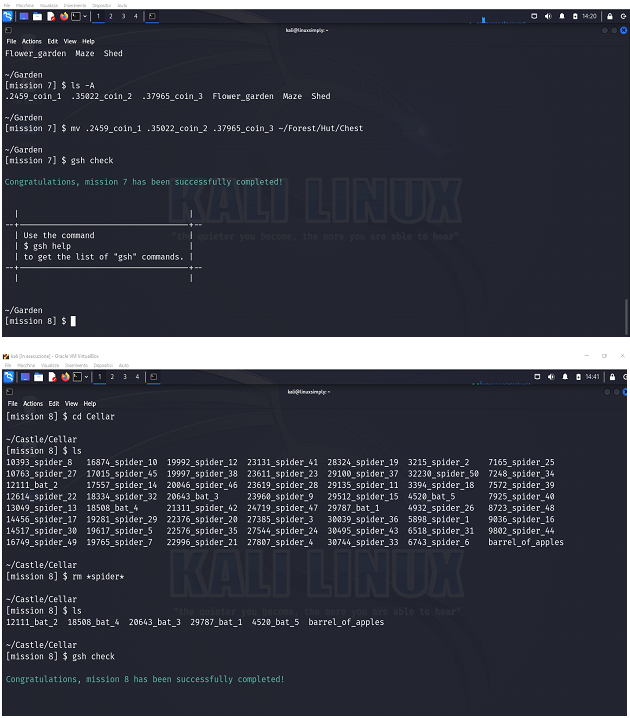 File Macchina Visualizza Inserimento Dispositivi Aiuto
1 2 3 4 14:20
kali@linuxsimply: ~
File Actions Edit View Help
Flower_garden Maze Shed
~/Garden
[mission 7] $ ls -A
.2459_coin_1 .35022_coin_2 .37965_coin_3 Flower_garden Maze Shed
~/Garden
[mission 7] $ mv .2459_coin_1 .35022_coin_2 .37965_coin_3 ~/Forest/Hut/Chest
~/Garden
[mission 7] $ gsh check
Congratulations, mission 7 has been successfully completed!
KALI LINUX
"the quieter you become, the more you are able to hear"
Use the command
$ gsh help
to get the list of "gsh" commands.
~/Garden
[mission 8] $
kali [In esecuzione] - Oracle VM VirtualBox
File Macchina Visualizza Inserimento Dispositivi Aiuto
1 2 3 4 14:41
kali@linuxsimply: ~
File Actions Edit View Help
[mission 8] $ cd Cellar
~/Castle/Cellar
[mission 8] $ ls
10393_spider_8 16874_spider_10 19992_spider_12 23131_spider_41 28324_spider_19 3215_spider_2 7165_spider_25
10763_spider_27 17015_spider_45 19997_spider_38 23611_spider_23 29100_spider_37 32230_spider_50 7248_spider_34
12111_bat_2 17557_spider_14 20046_spider_46 23619_spider_28 29135_spider_11 3394_spider_18 7572_spider_39
12614_spider_22 18334_spider_32 20643_bat_3 23960_spider_9 29512_spider_15 4520_bat_5 7925_spider_40
13049_spider_13 18508_bat_4 21311_spider_42 24719_spider_47 29787_bat_1 4932_spider_26 8723_spider_48
14456_spider_17 19281_spider_29 22376_spider_20 27385_spider_3 30039_spider_36 5898_spider_1 9036_spider_16
14517_spider_30 19617_spider_5 22576_spider_35 27544_spider_24 30495_spider_43 6518_spider_31 9802_spider_44
16749_spider_49 19765_spider_7 22996_spider_21 27807_spider_4 30744_spider_33 6743_spider_6 barrel_of_apples
~/Castle/Cellar
[mission 8] $ rm *spider*
KALI LINUX
~/Castle/Cellar
[mission 8] $ ls
"the quieter you become, the more you are able to hear"
12111_bat_2 18508_bat_4 20643_bat_3 29787_bat_1 4520_bat_5 barrel_of_apples
~/Castle/Cellar
[mission 8] $ gsh check
Congratulations, mission 8 has been successfully completed!